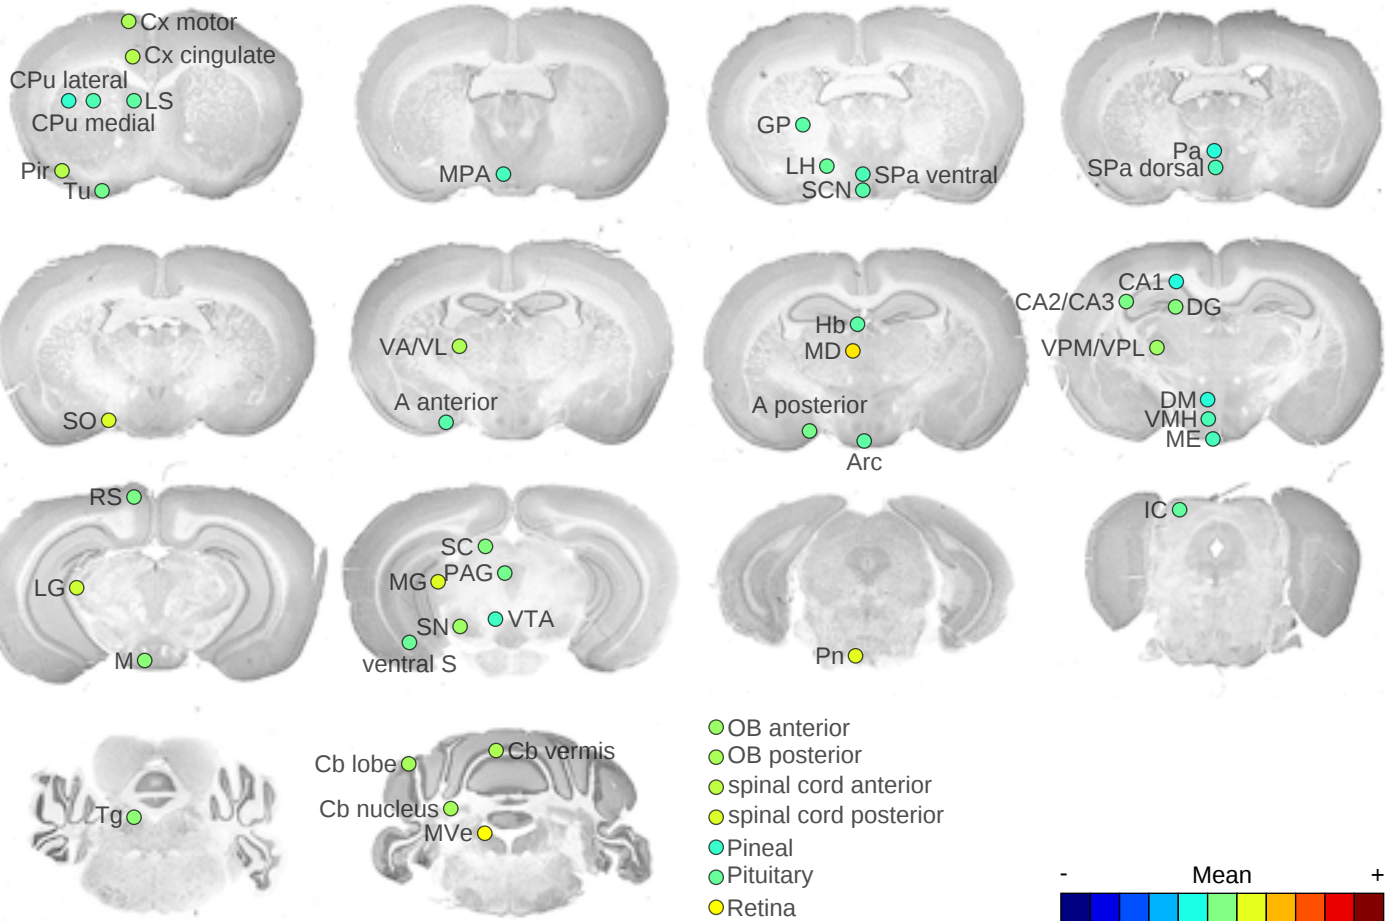 Cx motor
Cx cingulate
CPu lateral
LS
CPu medial
Pir
Tu
MPA
GP
LH
SPa ventral
SCN
Pa
SPa dorsal
SO
VA/VL
A anterior
Hb
MD
A posterior
Arc
CA1
CA2/CA3
DG
VPM/VPL
DM
VMH
ME
RS
LG
M
SC
PAG
MG
SN
VTA
ventral S
Pn
IC
Tg
Cb vermis
Cb lobe
Cb nucleus
MVe
OB anterior
OB posterior
spinal cord anterior
spinal cord posterior
Pineal
Pituitary
Retina
- Mean +